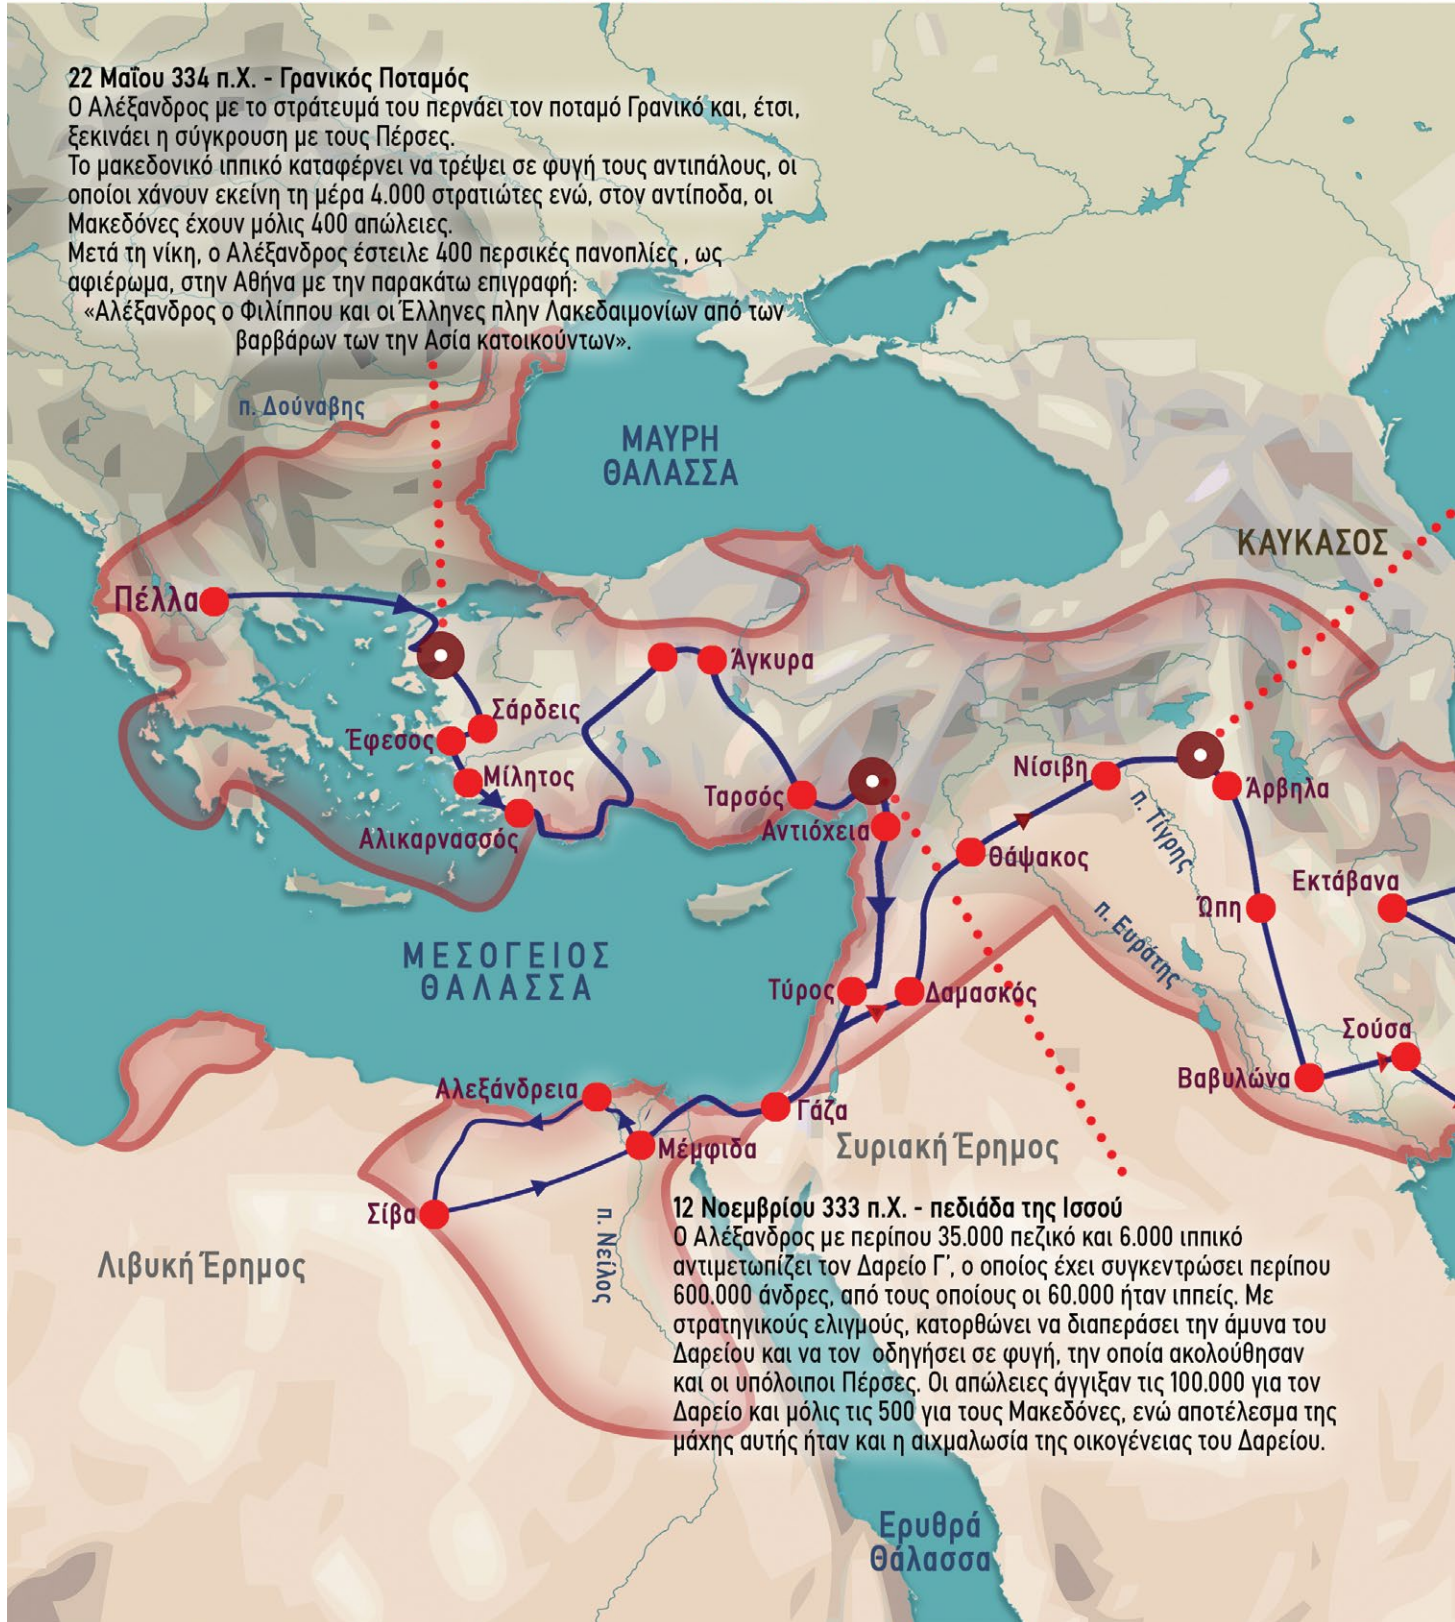 22 Μαΐου 334 π.Χ. - Γρανικός Ποταμός
Ο Αλέξανδρος με το στράτευμά του περνάει τον ποταμό Γρανικό και, έτσι,
ξεκινάει η σύγκρουση με τους Πέρσες.
Το μακεδονικό ιππικό καταφέρνει να τρέψει σε φυγή τους αντιπάλους, οι
οποίοι χάνουν εκείνη τη μέρα 4.000 στρατιώτες ενώ, στον αντίποδα, οι
Μακεδόνες έχουν μόλις 400 απώλειες.
Μετά τη νίκη, ο Αλέξανδρος έστειλε 400 περσικές πανοπλίες , ως
αφιέρωμα, στην Αθήνα με την παρακάτω επιγραφή:
«Αλέξανδρος ο Φιλίππου και οι Έλληνες πλην Λακεδαιμονίων από των
βαρβάρων των την Ασία κατοικούντων».
π. Δούναβης
ΜΑΥΡΗ
ΘΑΛΑΣΣΑ
ΚΑΥΚΑΣΟΣ
Πέλλα
Άγκυρα
Σάρδεις
Έφεσος
Μίλητος
Αλικαρνασσός
Ταρσός
Αντιόχεια
Νίσιβη
Άρβηλα
π. Τίγρης
Θάψακος
Εκτάβανα
Ώπη
π. Ευράτης
ΜΕΣΟΓΕΙΟΣ
ΘΑΛΑΣΣΑ
Τύρος
Δαμασκός
Σούσα
Βαβυλώνα
Αλεξάνδρεια
Γάζα
Μέμφιδα
Συριακή Έρημος
Σίβα
π. Νείλος
Λιβυκή Έρημος
12 Νοεμβρίου 333 π.Χ. - πεδιάδα της Ισσού
Ο Αλέξανδρος με περίπου 35.000 πεζικό και 6.000 ιππικό
αντιμετωπίζει τον Δαρείο Γ’, ο οποίος έχει συγκεντρώσει περίπου
600.000 άνδρες, από τους οποίους οι 60.000 ήταν ιππείς. Με
στρατηγικούς ελιγμούς, κατορθώνει να διαπεράσει την άμυνα του
Δαρείου και να τον οδηγήσει σε φυγή, την οποία ακολούθησαν
και οι υπόλοιποι Πέρσες. Οι απώλειες άγγιξαν τις 100.000 για τον
Δαρείο και μόλις τις 500 για τους Μακεδόνες, ενώ αποτέλεσμα της
μάχης αυτής ήταν και η αιχμαλωσία της οικογένειας του Δαρείου.
Ερυθρά
Θάλασσα